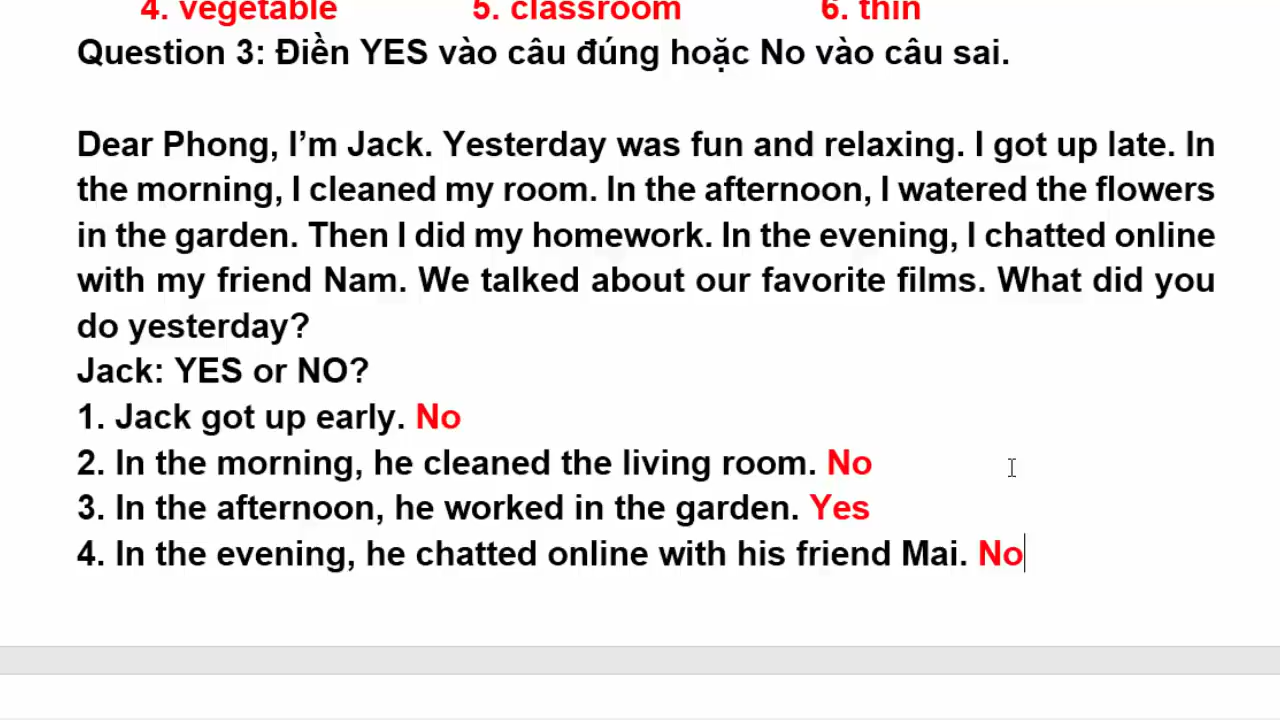 4. vegetable 5. classroom 6. thin
Question 3: Điền YES vào câu đúng hoặc No vào câu sai.
Dear Phong, I’m Jack. Yesterday was fun and relaxing. I got up late. In
the morning, I cleaned my room. In the afternoon, I watered the flowers
in the garden. Then I did my homework. In the evening, I chatted online
with my friend Nam. We talked about our favorite films. What did you
do yesterday?
Jack: YES or NO?
1. Jack got up early. No
2. In the morning, he cleaned the living room. No
3. In the afternoon, he worked in the garden. Yes
4. In the evening, he chatted online with his friend Mai. No